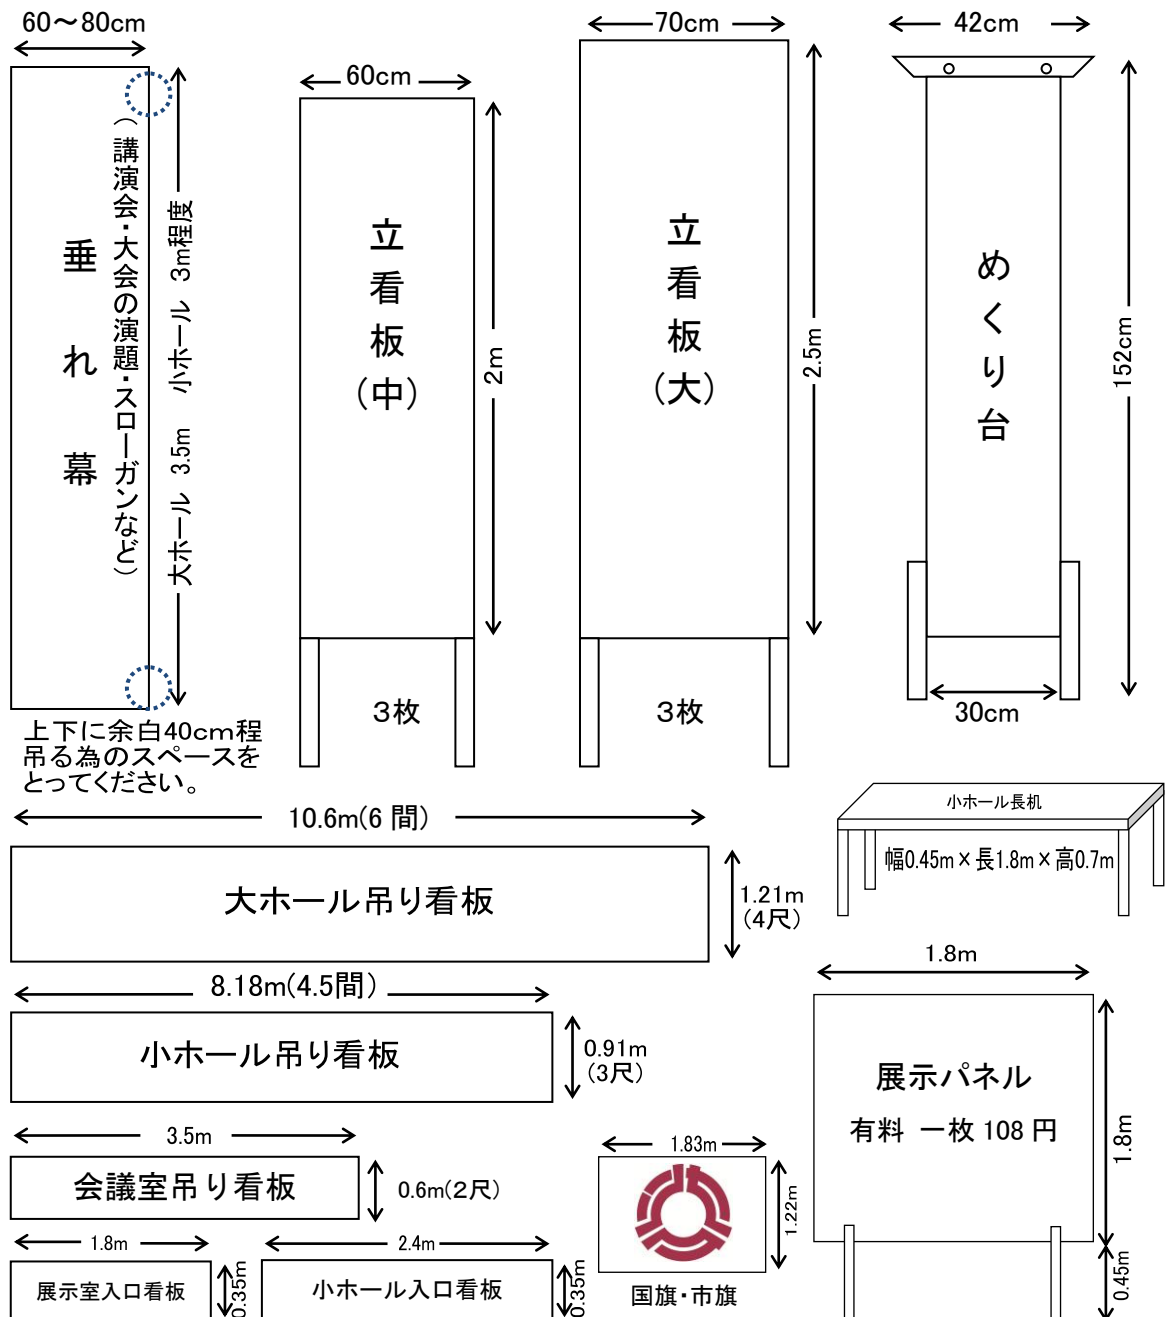 60～80cm
垂れ幕
（講演会・大会の演題・スローガンなど）
大ホール 3.5m 小ホール 3m程度
上下に余白40cm程
吊る為のスペースを
とってください。
60cm
立看板（中）
2m
3枚
70cm
立看板（大）
2.5m
3枚
42cm
めくり台
152cm
30cm
10.6m(6 間)
大ホール吊り看板
1.21m
(4尺)
小ホール長机
幅0.45m×長1.8m×高0.7m
8.18m(4.5間)
小ホール吊り看板
0.91m
(3尺)
1.8m
展示パネル
有料 一枚 108 円
1.8m
0.45m
3.5m
会議室吊り看板
0.6m(2尺)
1.83m
1.22m
国旗・市旗
1.8m
展示室入口看板
0.35m
2.4m
小ホール入口看板
0.35m